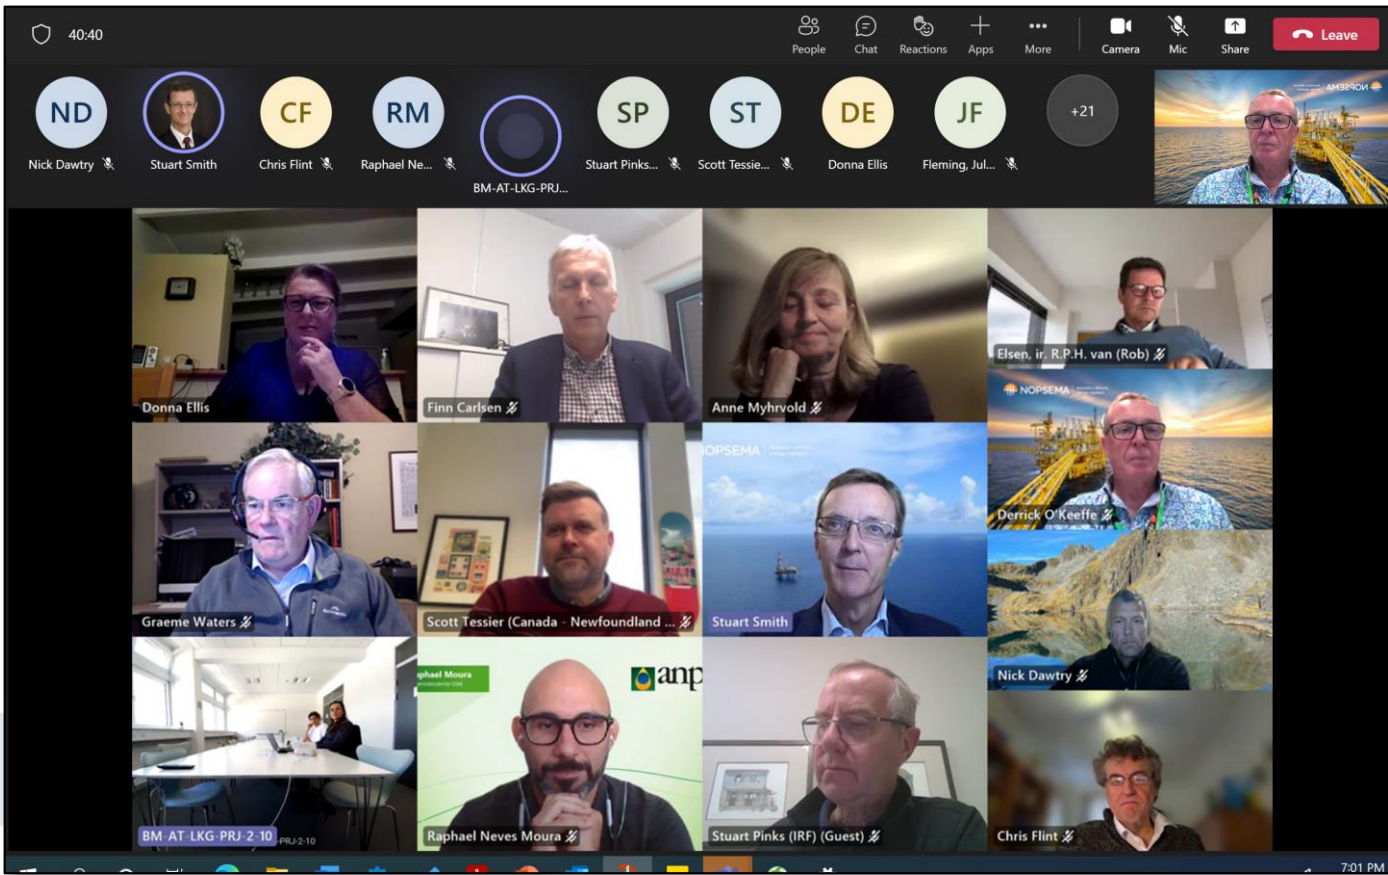 40:40
People
Chat
Reactions
Apps
More
Camera
Mic
Share
Leave
ND
CF
RM
SP
ST
DE
JF
+21
Nick Dawtry
Stuart Smith
Chris Flint
Raphael Ne...
BM-AT-LKG-PRJ...
Stuart Pinks...
Scott Tessie...
Donna Ellis
Fleming, Jul...
Donna Ellis
Finn Carlsen
Anne Myhrvold
Elsen, ir. R.P.H. van (Rob)
NOPSEMA
Derrick O'Keeffe
Graeme Waters
Scott Tessier (Canada - Newfoundland ...
NOPSEMA
Stuart Smith
Nick Dawtry
BM-AT-LKG-PRJ-2-10
-PRJ-2-10
phael Moura
anp
Raphael Neves Moura
Stuart Pinks (IRF) (Guest)
Chris Flint
7:01 PM